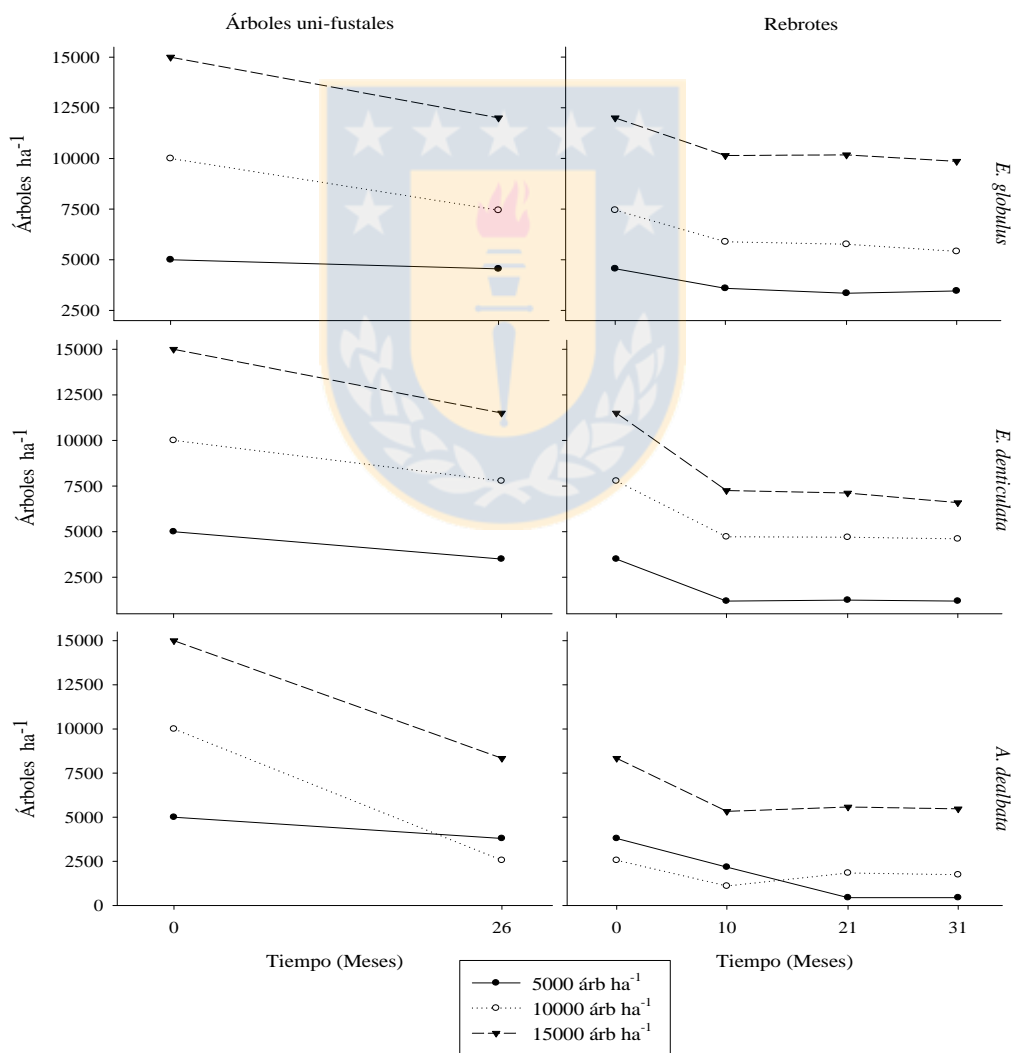 Árboles uni-fustales
Rebrotes
15000
12500
10000
7500
5000
2500
Árboles ha-1
E. globulus
15000
12500
10000
7500
5000
2500
Árboles ha-1
E. denticulata
15000
12500
10000
7500
5000
2500
0
Árboles ha-1
A. dealbata
0
26
0
10
21
31
Tiempo (Meses)
Tiempo (Meses)
5000 árb ha-1
10000 árb ha-1
15000 árb ha-1